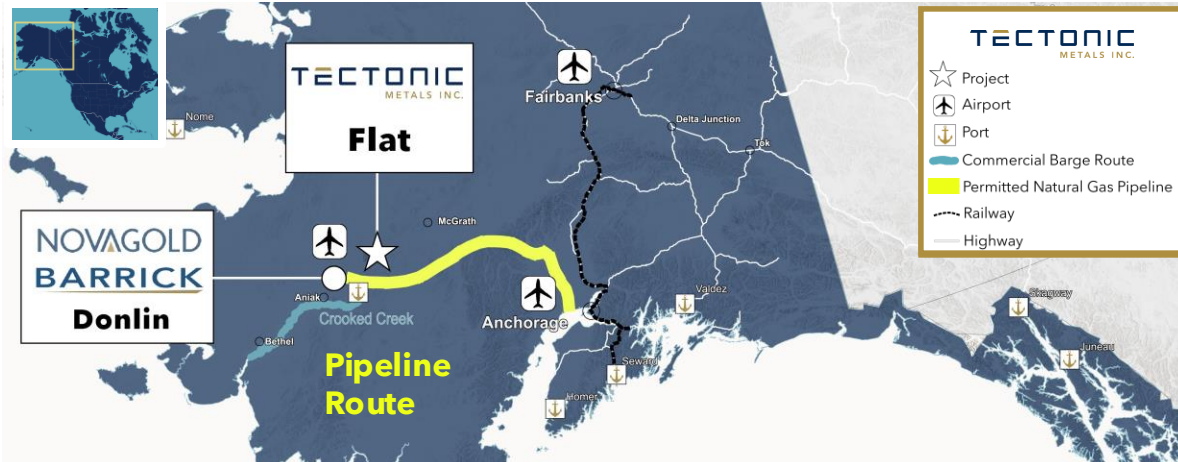 Nome
TECTONIC
METALS INC.
Flat
Fairbanks
Delta Junction
Tok
McGrath
NOVAGOLD
BARRICK
Donlin
Aniak
Crooked Creek
Bethel
Anchorage
Valdez
Seward
Homer
Pipeline
Route
Skagway
Juneau
TECTONIC
METALS INC.
Project
Airport
Port
Commercial Barge Route
Permitted Natural Gas Pipeline
Railway
Highway